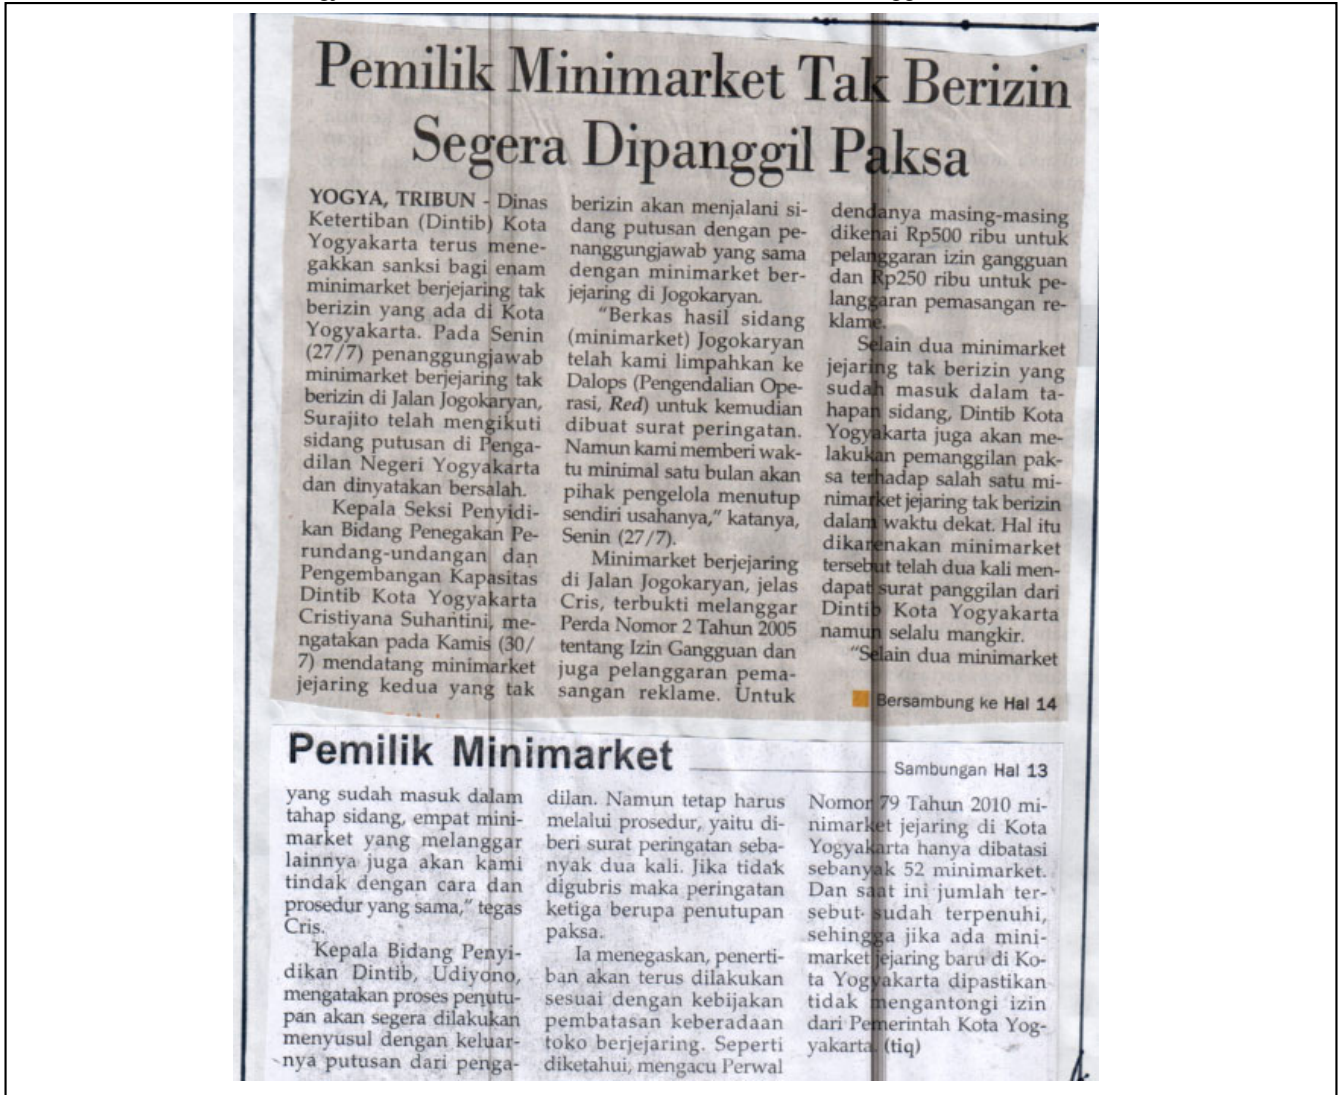 Pemilik Minimarket Tak Berizin
Segera Dipanggil Paksa
YOGYA, TRIBUN - Dinas
Ketertiban (Dintib) Kota
Yogyakarta terus mene-
gakkan sanksi bagi enam
minimarket berjejaring tak
berizin yang ada di Kota
Yogyakarta. Pada Senin
(27/7) penanggungjawab
minimarket berjejaring tak
berizin di Jalan Jogokaryan,
Surajito telah mengikuti
sidang putusan di Penga-
dilan Negeri Yogyakarta
dan dinyatakan bersalah.
Kepala Seksi Penyidi-
kan Bidang Penegakan Pe-
rundang-undangan dan
Pengembangan Kapasitas
Dintib Kota Yogyakarta
Cristiyana Suhantini, me-
ngatakan pada Kamis (30/
7) mendatang minimarket
jejaring kedua yang tak
berizin akan menjalani si-
dang putusan dengan pe-
nanggungjawab yang sama
dengan minimarket ber-
jejaring di Jogokaryan.
"Berkas hasil sidang
(minimarket) Jogokaryan
telah kami limpahkan ke
Dalops (Pengendalian Ope-
rasi, Red) untuk kemudian
dibuat surat peringatan.
Namun kami memberi wak-
tu minimal satu bulan akan
pihak pengelola menutup
sendiri usahanya," katanya,
Senin (27/7).
Minimarket berjejaring
di Jalan Jogokaryan, jelas
Cris, terbukti melanggar
Perda Nomor 2 Tahun 2005
tentang Izin Gangguan dan
juga pelanggaran pema-
sangan reklame. Untuk
dendanya masing-masing
dikenai Rp500 ribu untuk
pelanggaran izin gangguan
dan Rp250 ribu untuk pe-
langgaran pemasangan re-
klame.
Selain dua minimarket
jejaring tak berizin yang
sudah masuk dalam ta-
hapan sidang, Dintib Kota
Yogyakarta juga akan me-
lakukan pemanggilan pak-
sa terhadap salah satu mi-
nimarket jejaring tak berizin
dalam waktu dekat. Hal itu
dikarenakan minimarket
tersebut telah dua kali men-
dapat surat panggilan dari
Dintib Kota Yogyakarta
namun selalu mangkir.
"Selain dua minimarket
Bersambung ke Hal 14
Pemilik Minimarket
Sambungan Hal 13
yang sudah masuk dalam
tahap sidang, empat mini-
market yang melanggar
lainnya juga akan kami
tindak dengan cara dan
prosedur yang sama," tegas
Cris.
Kepala Bidang Penyi-
dikan Dintib, Udiyono,
mengatakan proses penutu-
pan akan segera dilakukan
menyusul dengan keluar-
nya putusan dari penga-
dilan. Namun tetap harus
melalui prosedur, yaitu di-
beri surat peringatan seba-
nyak dua kali. Jika tidak
digubris maka peringatan
ketiga berupa penutupan
paksa.
Ia menegaskan, penerti-
ban akan terus dilakukan
sesuai dengan kebijakan
pembatasan keberadaan
toko berjejaring. Seperti
diketahui, mengacu Perwal
Nomor 79 Tahun 2010 mi-
nimarket jejaring di Kota
Yogyakarta hanya dibatasi
sebanyak 52 minimarket.
Dan saat ini jumlah ter-
sebut sudah terpenuhi,
sehingga jika ada mini-
market jejaring baru di Ko-
ta Yogyakarta dipastikan
tidak mengantongi izin
dari Pemerintah Kota Yog-
yakarta. (tiq)